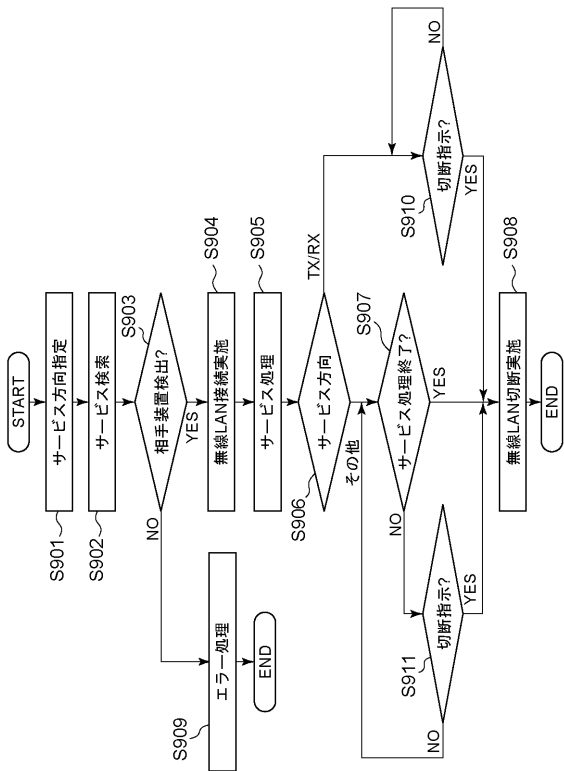 START
S901
サービス方向指定
S902
サービス検索
S903
相手装置検出?
NO
YES
S909
エラー処理
END
S904
無線LAN接続実施
S905
サービス処理
S906
サービス方向
TX/RX
その他
S907
サービス処理終了?
NO
YES
S911
切断指示?
NO
YES
S910
切断指示?
NO
YES
S908
無線LAN切断実施
END